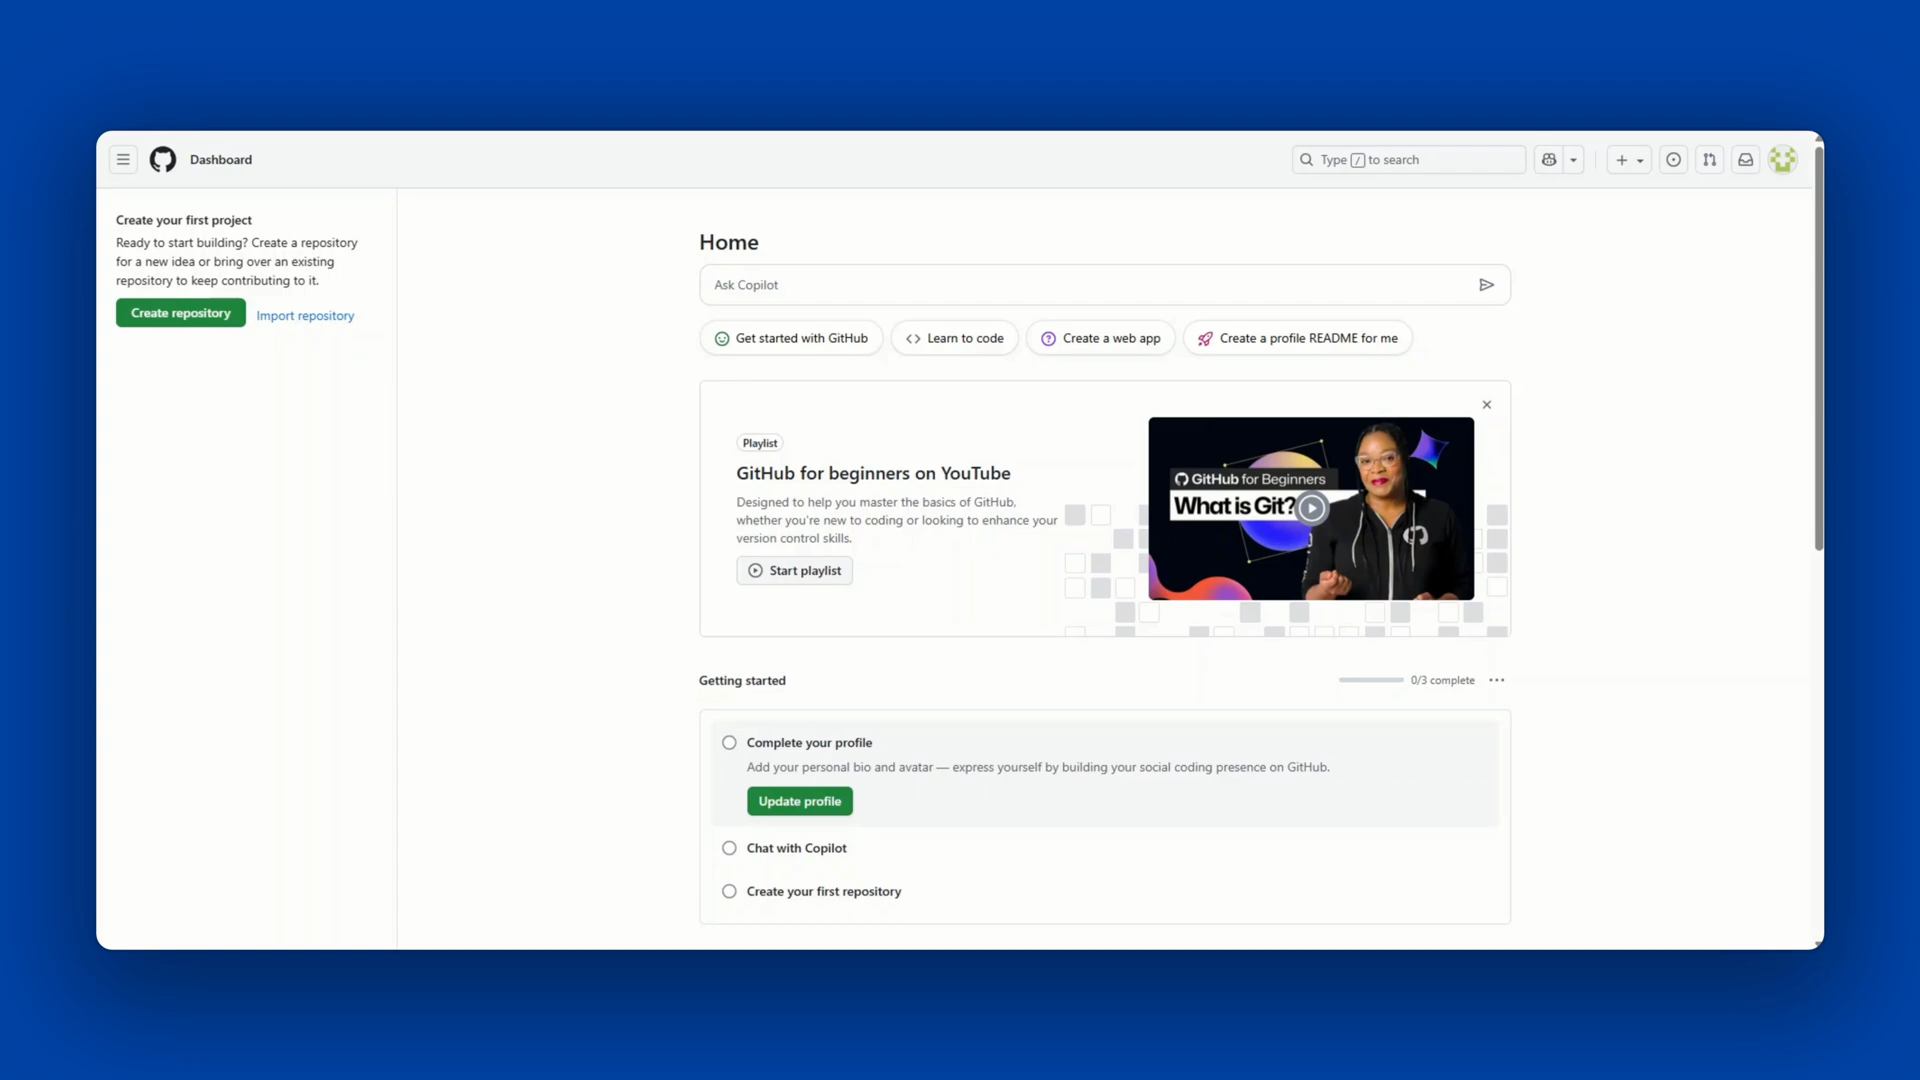 Dashboard
Type / to search
Create your first project
Ready to start building? Create a repository
for a new idea or bring over an existing
repository to keep contributing to it.
Create repository
Import repository
Home
Ask Copilot
Get started with GitHub
Learn to code
Create a web app
Create a profile README for me
Playlist
GitHub for beginners on YouTube
Designed to help you master the basics of GitHub,
whether you're new to coding or looking to enhance your
version control skills.
Start playlist
GitHub for Beginners
What is Git?
Getting started
0/3 complete
Complete your profile
Add your personal bio and avatar — express yourself by building your social coding presence on GitHub.
Update profile
Chat with Copilot
Create your first repository